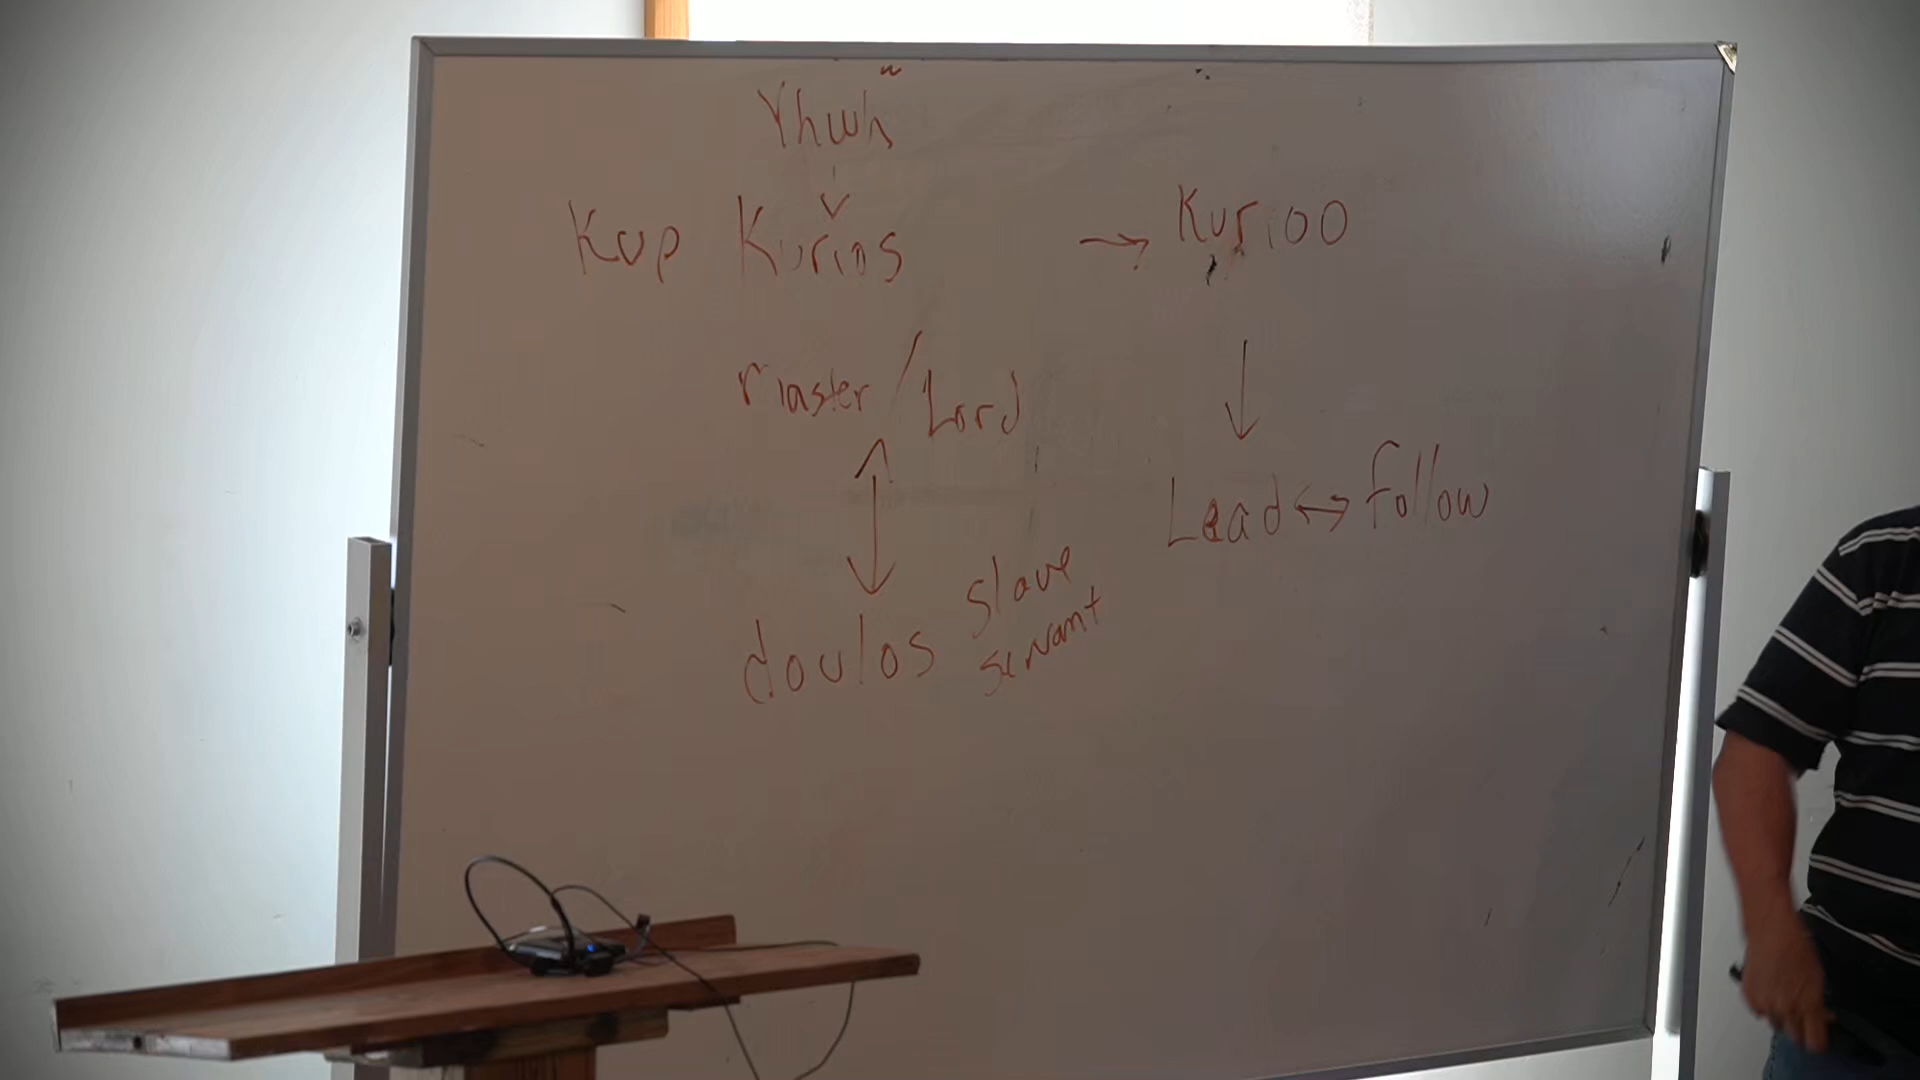 Yhwh
Kup Kurios → Kurioo
master / Lord
Lead ↔ follow
doulos slave
servant